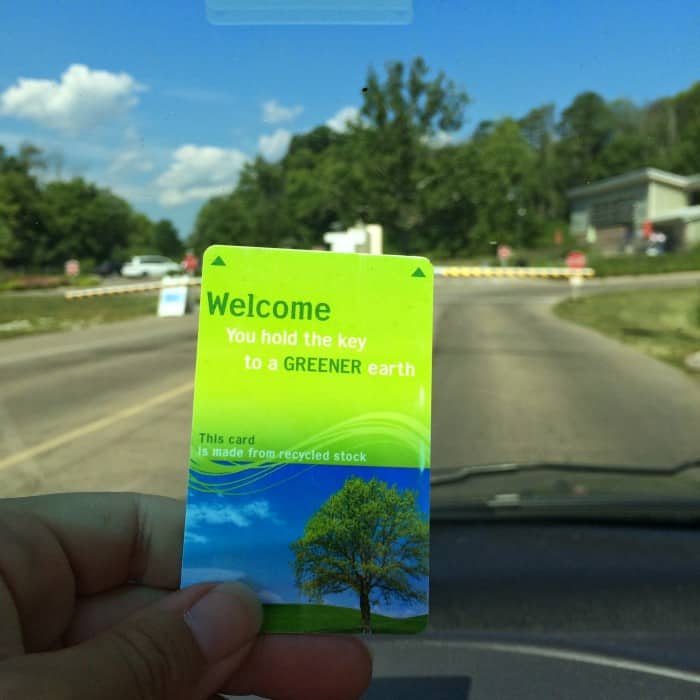 Welcome
You hold the key
to a GREENER earth
This card
is made from recycled stock